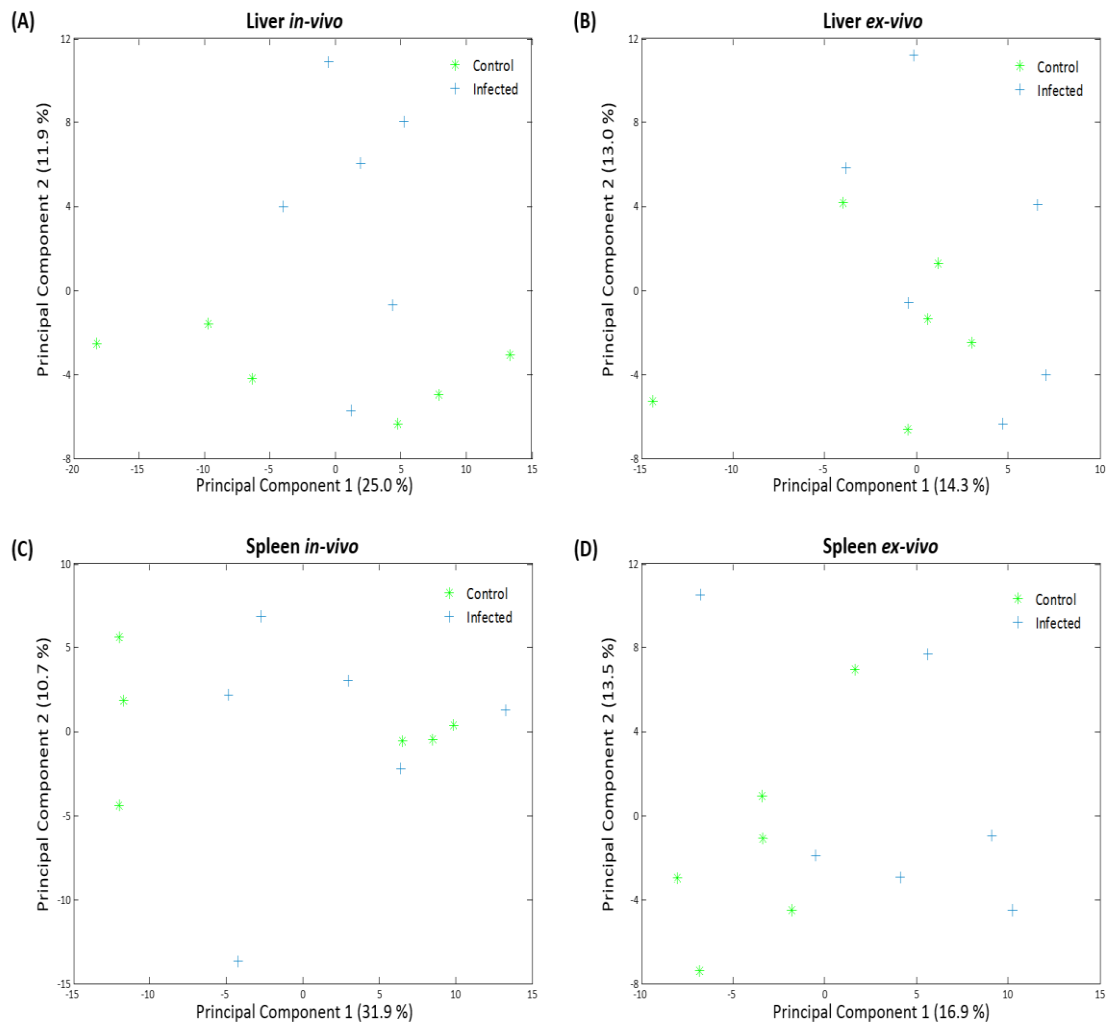 (A)
Liver in-vivo
12
8
4
0
-4
-8
-20
-15
-10
-5
0
5
10
15
Principal Component 2 (11.9 %)
Principal Component 1 (25.0 %)
Control
Infected
(B)
Liver ex-vivo
12
8
4
0
-4
-8
-15
-10
-5
0
5
10
Principal Component 2 (13.0 %)
Principal Component 1 (14.3 %)
Control
Infected
(C)
Spleen in-vivo
10
5
0
-5
-10
-15
-15
-10
-5
0
5
10
15
Principal Component 2 (10.7 %)
Principal Component 1 (31.9 %)
Control
Infected
(D)
Spleen ex-vivo
12
8
4
0
-4
-8
-10
-5
0
5
10
15
Principal Component 2 (13.5 %)
Principal Component 1 (16.9 %)
Control
Infected